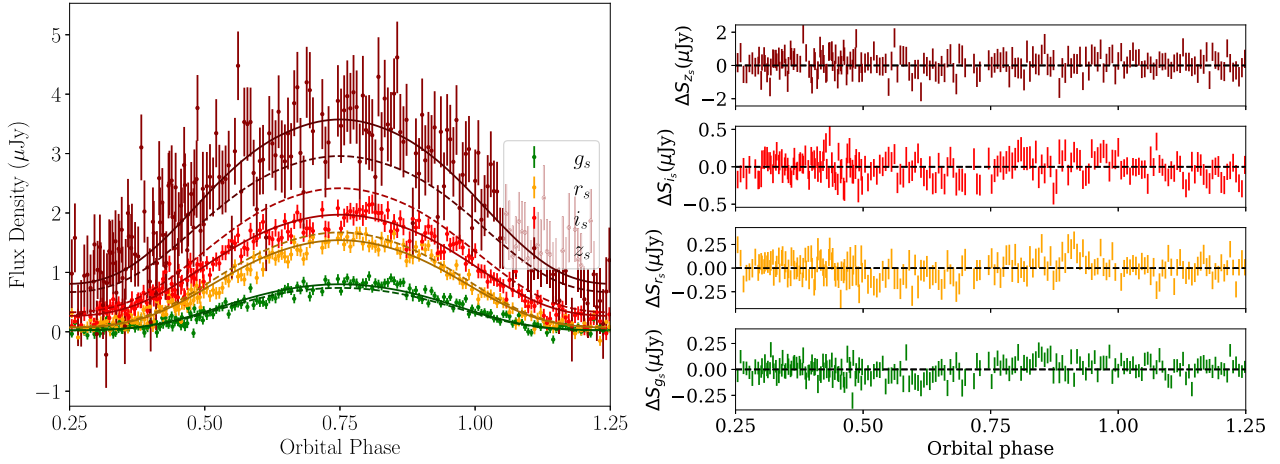 5
4
3
2
1
0
−1
Flux Density (μJy)
0.25 0.50 0.75 1.00 1.25
Orbital Phase
g_s
r_s
i_s
z_s
2
0
−2
ΔS_{z_s}(μJy)
0.5
0.0
−0.5
ΔS_{i_s}(μJy)
0.25
0.00
−0.25
ΔS_{r_s}(μJy)
0.25
0.00
−0.25
ΔS_{g_s}(μJy)
0.25 0.50 0.75 1.00 1.25
Orbital phase